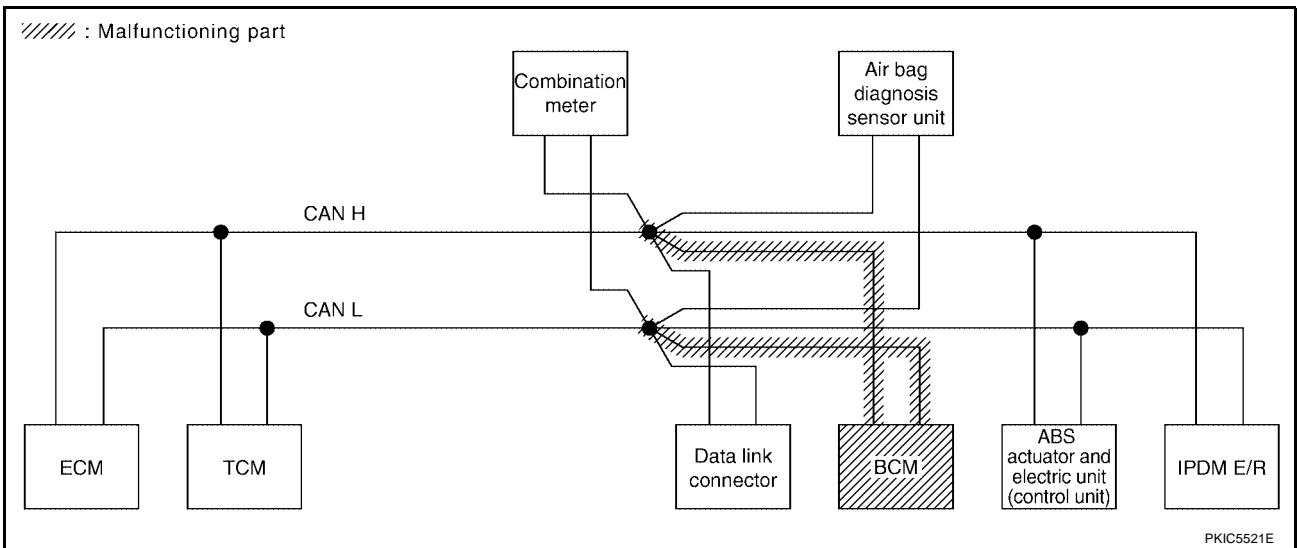 : Malfunctioning part
Combination
meter
Air bag
diagnosis
sensor unit
CAN H
CAN L
ECM
TCM
Data link
connector
BCM
ABS
actuator and
electric unit
(control unit)
IPDM E/R
PKIC5521E